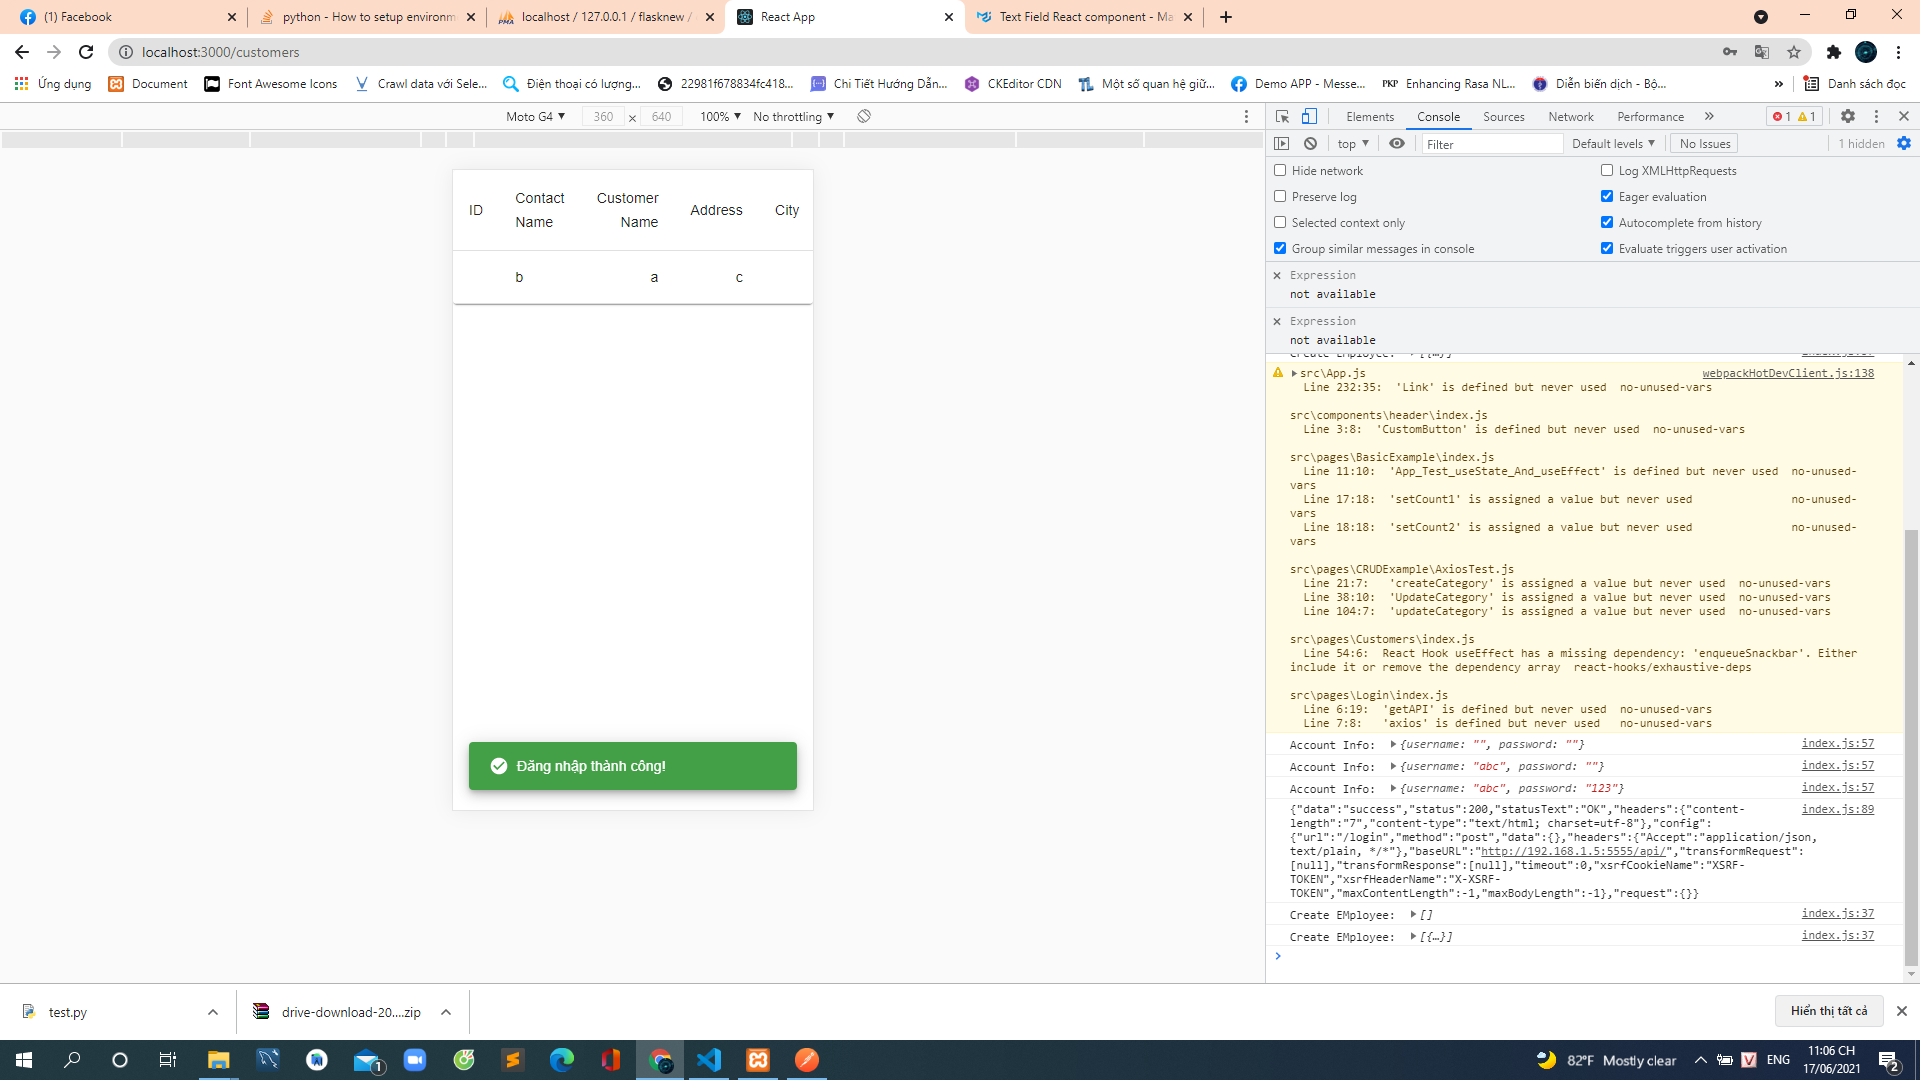 (1) Facebook
python - How to setup environm
localhost / 127.0.0.1 / flasknew /
React App
Text Field React component - Ma
localhost:3000/customers
Ứng dụng
Document
Font Awesome Icons
Crawl data với Sele...
Điện thoại có lượng...
22981f678834fc418...
Chi Tiết Hướng Dẫn...
CKEditor CDN
Một số quan hệ giữ...
Demo APP - Messe...
PKP
Enhancing Rasa NL...
Diễn biến dịch - Bộ...
»
Danh sách đọc
Moto G4
360 x 640
100%
No throttling
Elements
Console
Sources
Network
Performance
»
1
1
top
Filter
Default levels
No Issues
1 hidden
Hide network
Log XMLHttpRequests
Preserve log
Eager evaluation
Selected context only
Autocomplete from history
Group similar messages in console
Evaluate triggers user activation
Expression
not available
Expression
not available
ID
Contact Name
Customer Name
Address
City
b
a
c
Đăng nhập thành công!
src\App.js
webpackHotDevClient.js:138
Line 232:35: 'Link' is defined but never used no-unused-vars
src\components\header\index.js
Line 3:8: 'CustomButton' is defined but never used no-unused-vars
src\pages\BasicExample\index.js
Line 11:10: 'App_Test_useState_And_useEffect' is defined but never used no-unused-
vars
Line 17:18: 'setCount1' is assigned a value but never used no-unused-
vars
Line 18:18: 'setCount2' is assigned a value but never used no-unused-
vars
src\pages\CRUDExample\AxiosTest.js
Line 21:7: 'createCategory' is assigned a value but never used no-unused-vars
Line 38:10: 'UpdateCategory' is defined but never used no-unused-vars
Line 104:7: 'updateCategory' is assigned a value but never used no-unused-vars
src\pages\Customers\index.js
Line 54:6: React Hook useEffect has a missing dependency: 'enqueueSnackbar'. Either
include it or remove the dependency array react-hooks/exhaustive-deps
src\pages\Login\index.js
Line 6:19: 'getAPI' is defined but never used no-unused-vars
Line 7:8: 'axios' is defined but never used no-unused-vars
Account Info: {username: "", password: ""}
index.js:57
Account Info: {username: "abc", password: ""}
index.js:57
Account Info: {username: "abc", password: "123"}
index.js:57
{"data":"success","status":200,"statusText":"OK","headers":{"content-
index.js:89
length":"7","content-type":"text/html; charset=utf-8"},"config":
{"url":"/login","method":"post","data":{},"headers":{"Accept":"application/json,
text/plain, */*"},"baseURL":"http://192.168.1.5:5555/api/","transformRequest":
[null],"transformResponse":[null],"timeout":0,"xsrfCookieName":"XSRF-
TOKEN","xsrfHeaderName":"X-XSRF-
TOKEN","maxContentLength":-1,"maxBodyLength":-1},"request":{}}
Create EMployee: []
index.js:37
Create EMployee: [{…}]
index.js:37
test.py
drive-download-20....zip
Hiển thị tất cả
1
82°F Mostly clear
V
ENG
11:06 CH
17/06/2021
2